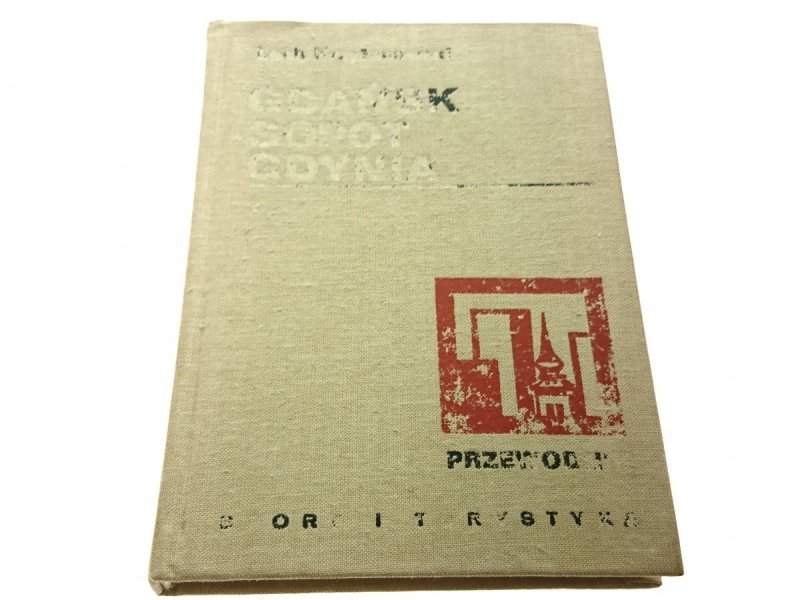 GDAŃSK
SOPOT
GDYNIA
PRZEWODNIK
SPORT I TURYSTYKA